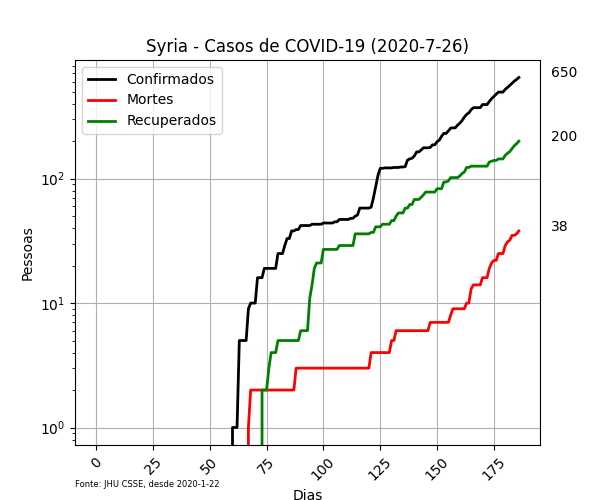 Syria - Casos de COVID-19 (2020-7-26)
Confirmados
Mortes
Recuperados
650
200
38
Pessoas
10²
10¹
10⁰
0 25 50 75 100 125 150 175
Fonte: JHU CSSE, desde 2020-1-22
Dias